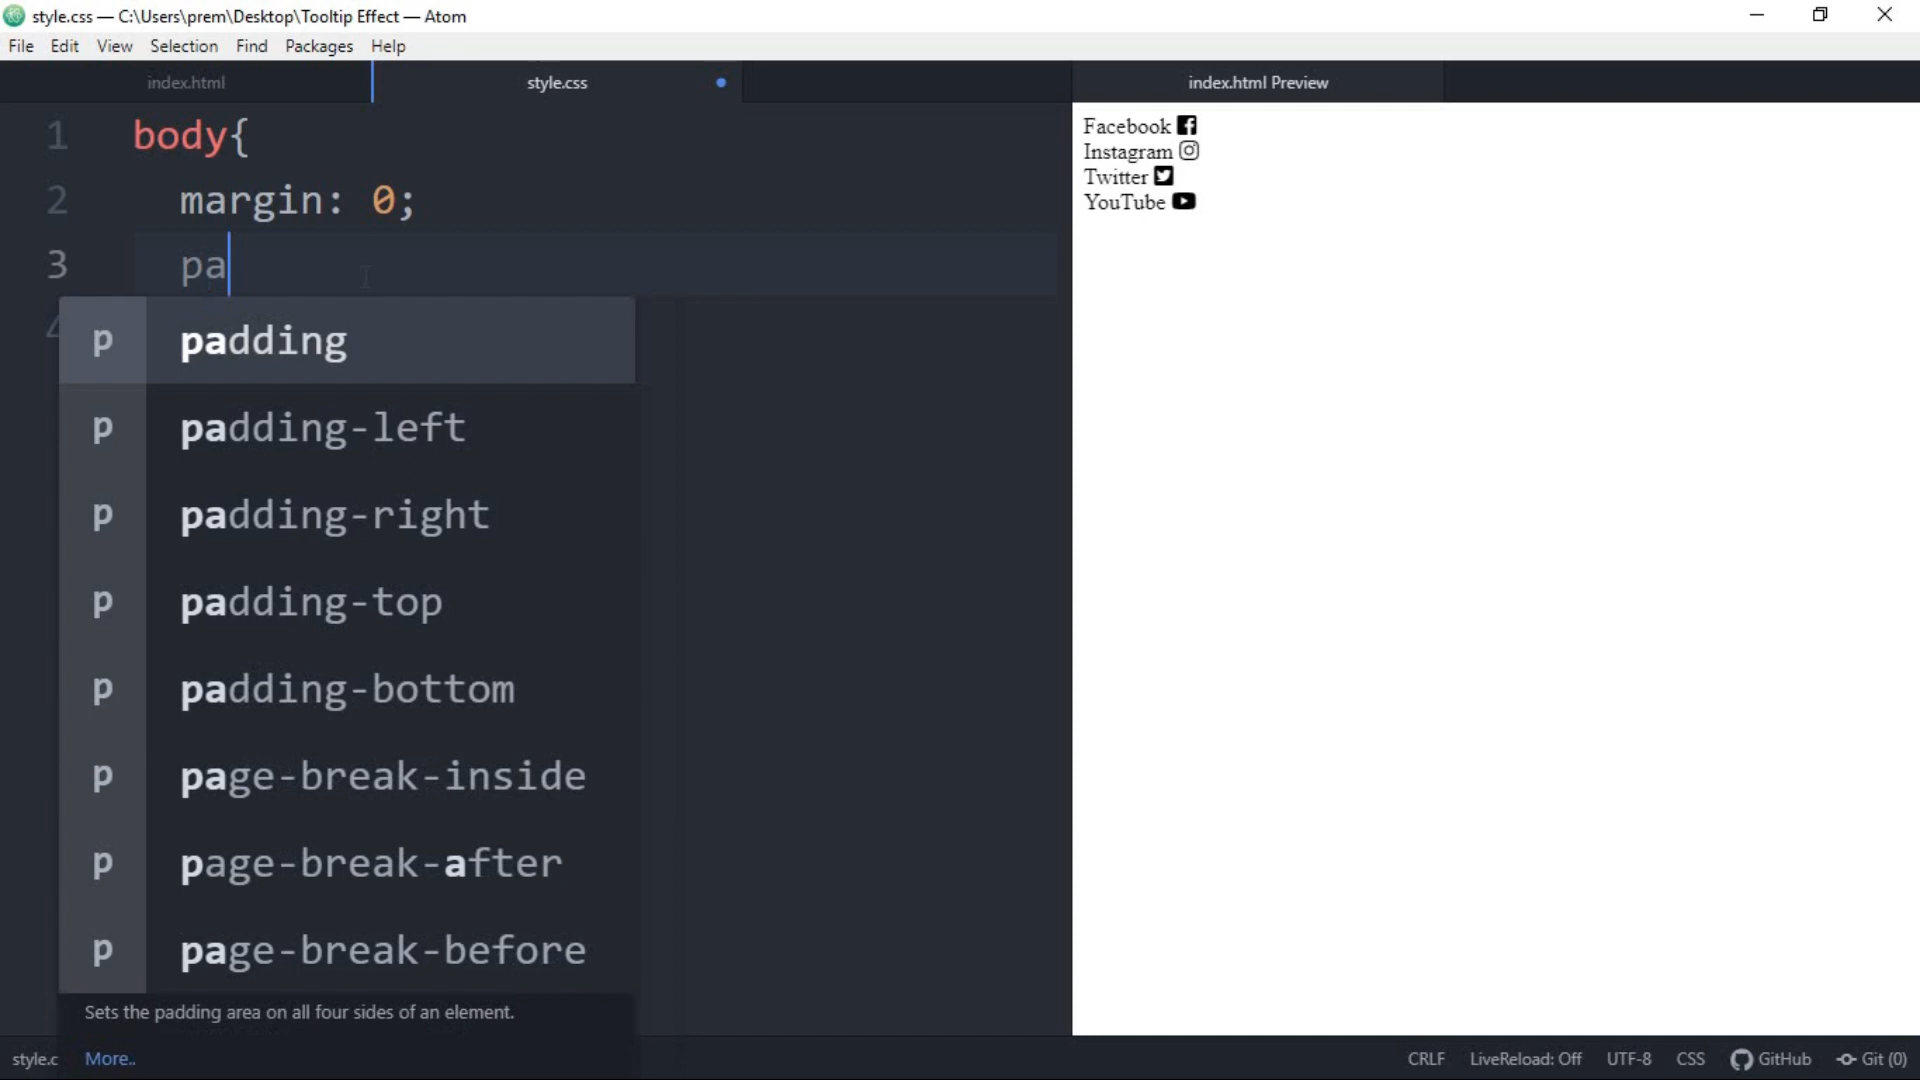 style.css — C:\Users\prem\Desktop\Tooltip Effect — Atom
File Edit View Selection Find Packages Help
index.html style.css index.html Preview
1 body{
2 margin: 0;
3 pa
4
p padding
p padding-left
p padding-right
p padding-top
p padding-bottom
p page-break-inside
p page-break-after
p page-break-before
Sets the padding area on all four sides of an element.
More..
Facebook
Instagram
Twitter
YouTube
style.c CRLF LiveReload: Off UTF-8 CSS GitHub Git (0)